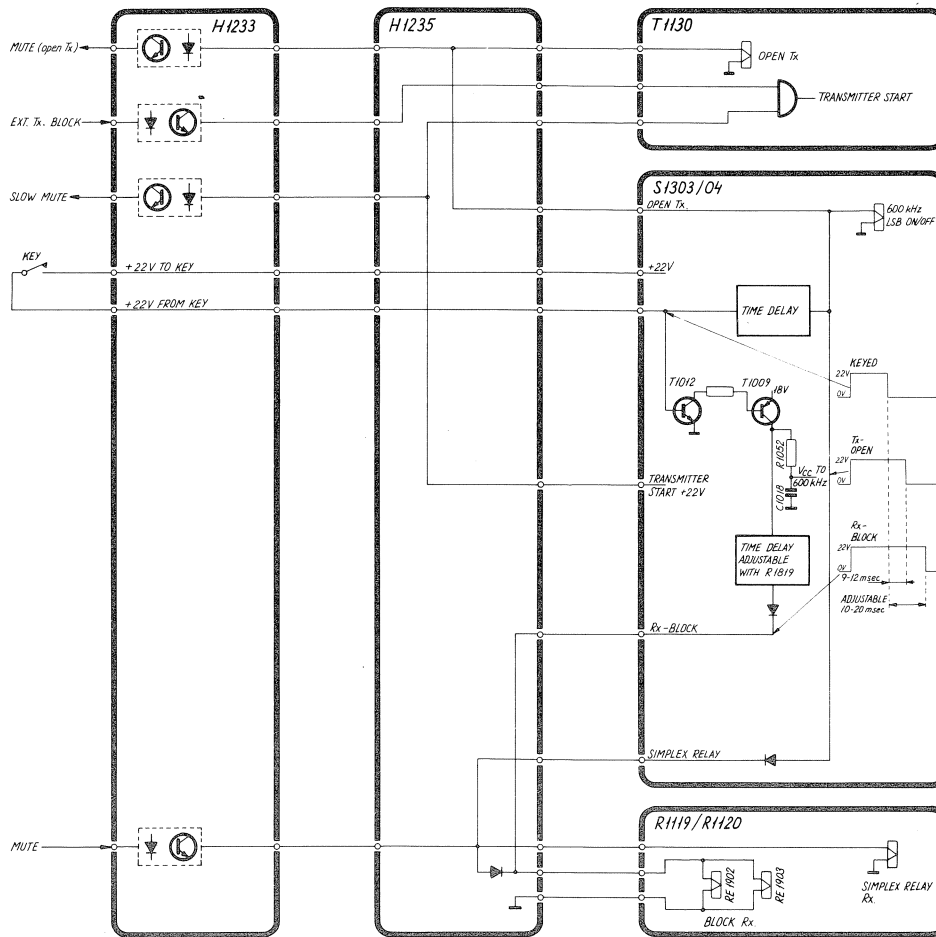 H1233
H1235
T1130
MUTE (open Tx)
OPEN Tx
TRANSMITTER START
EXT. Tx. BLOCK
S1303/04
SLOW MUTE
OPEN Tx.
600 kHz
LSB ON/OFF
KEY
+22V TO KEY
+22V
+22V FROM KEY
TIME DELAY
KEYED
22V
0V
T1012
T1009
18V
R1052
Tx-
OPEN
22V
VCC TO
600 kHz
0V
C1018
TRANSMITTER
START +22V
Rx-
BLOCK
22V
0V
TIME DELAY
ADJUSTABLE
WITH R1819
9-12 msec
ADJUSTABLE
10-20 msec
Rx-BLOCK
SIMPLEX RELAY
R1119/R1120
MUTE
RE 1902
RE 1903
SIMPLEX RELAY
Rx.
BLOCK Rx